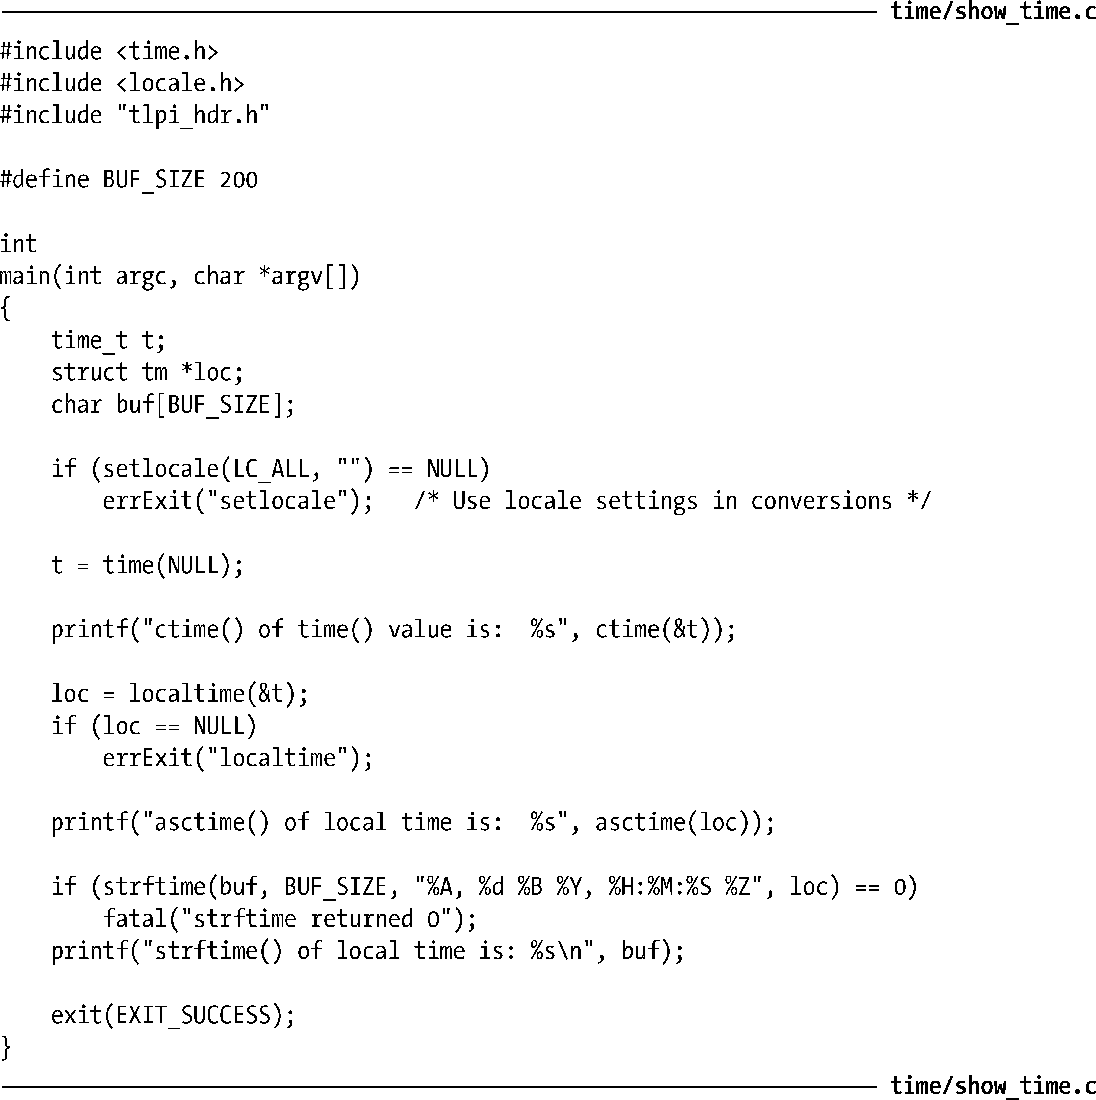 time/show_time.c
#include <time.h>
#include <locale.h>
#include "tlpi_hdr.h"

#define BUF_SIZE 200

int
main(int argc, char *argv[])
{
    time_t t;
    struct tm *loc;
    char buf[BUF_SIZE];

    if (setlocale(LC_ALL, "") == NULL)
        errExit("setlocale");   /* Use locale settings in conversions */

    t = time(NULL);

    printf("ctime() of time() value is:  %s", ctime(&t));

    loc = localtime(&t);
    if (loc == NULL)
        errExit("localtime");

    printf("asctime() of local time is:  %s", asctime(loc));

    if (strftime(buf, BUF_SIZE, "%A, %d %B %Y, %H:%M:%S %Z", loc) == 0)
        fatal("strftime returned 0");
    printf("strftime() of local time is: %s\n", buf);

    exit(EXIT_SUCCESS);
}
time/show_time.c